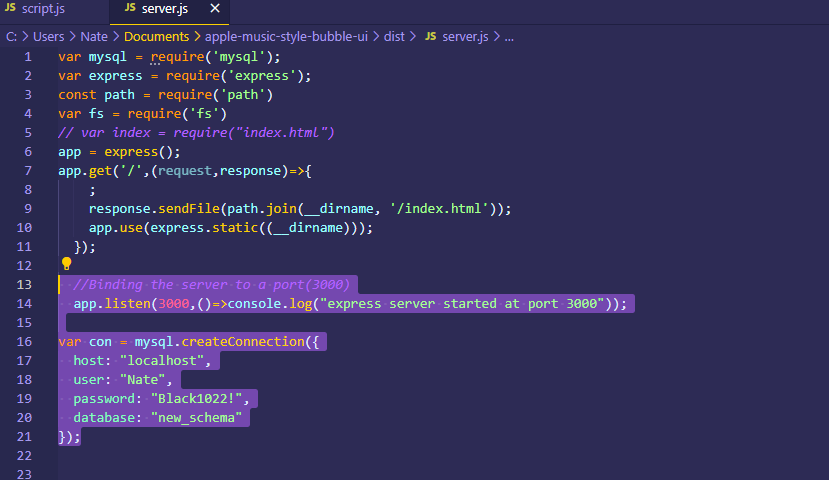 JS script.js JS server.js ×
C: > Users > Nate > Documents > apple-music-style-bubble-ui > dist > JS server.js > ...
1 var mysql = require('mysql');
2 var express = require('express');
3 const path = require('path')
4 var fs = require('fs')
5 // var index = require("index.html")
6 app = express();
7 app.get('/',(request,response)=>{
8 ;
9 response.sendFile(path.join(__dirname, '/index.html'));
10 app.use(express.static((__dirname)));
11 });
12
13 //Binding the server to a port(3000)
14 app.listen(3000,()=>console.log("express server started at port 3000"));
15
16 var con = mysql.createConnection({
17 host: "localhost",
18 user: "Nate",
19 password: "Black1022!",
20 database: "new_schema"
21 });
22
23